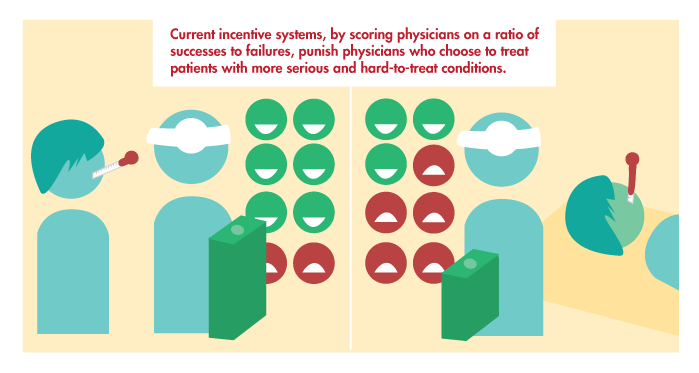 Current incentive systems, by scoring physicians on a ratio of
successes to failures, punish physicians who choose to treat
patients with more serious and hard-to-treat conditions.